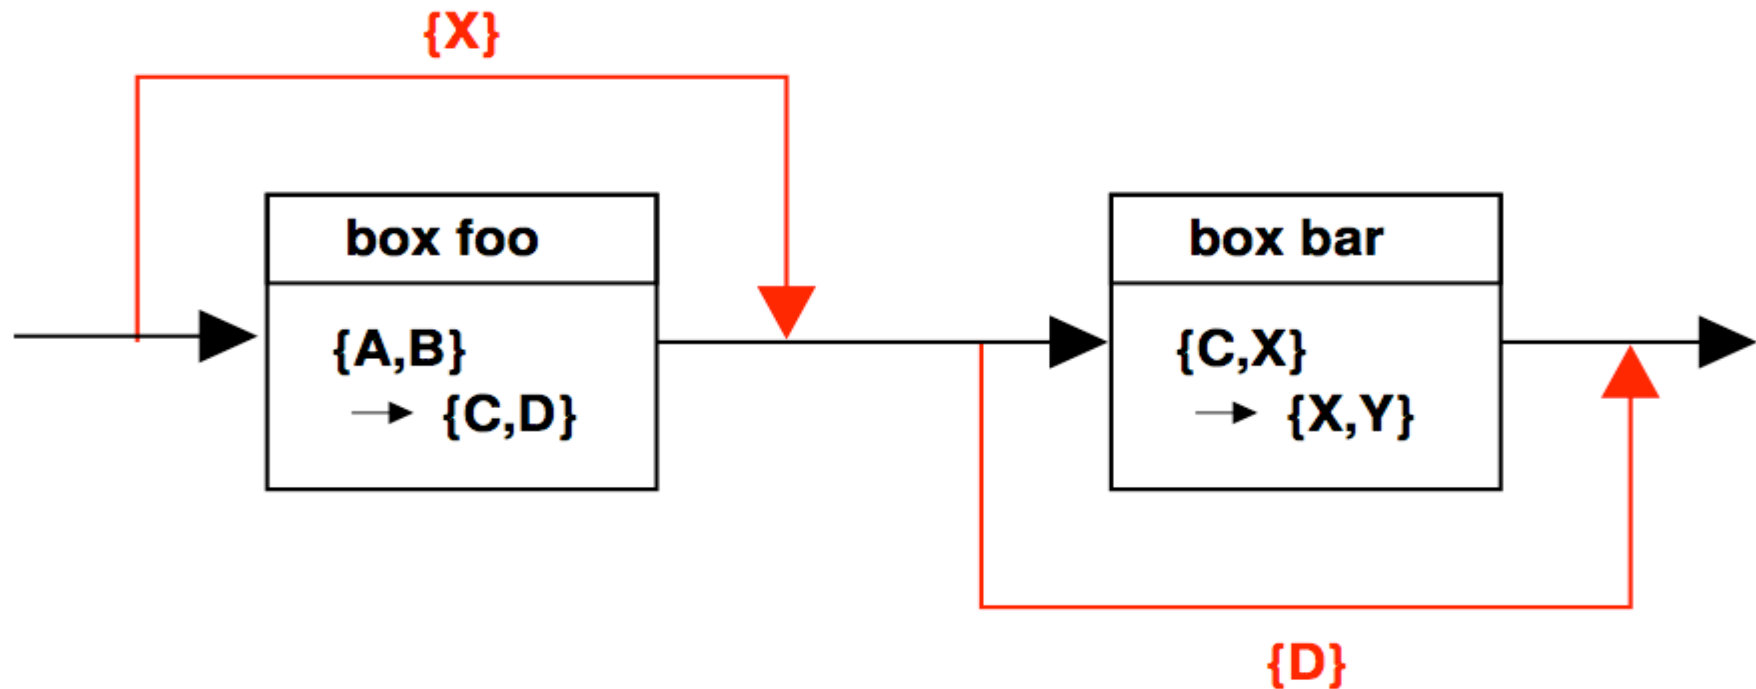 {X}
box foo
{A,B}
→ {C,D}
box bar
{C,X}
→ {X,Y}
{D}